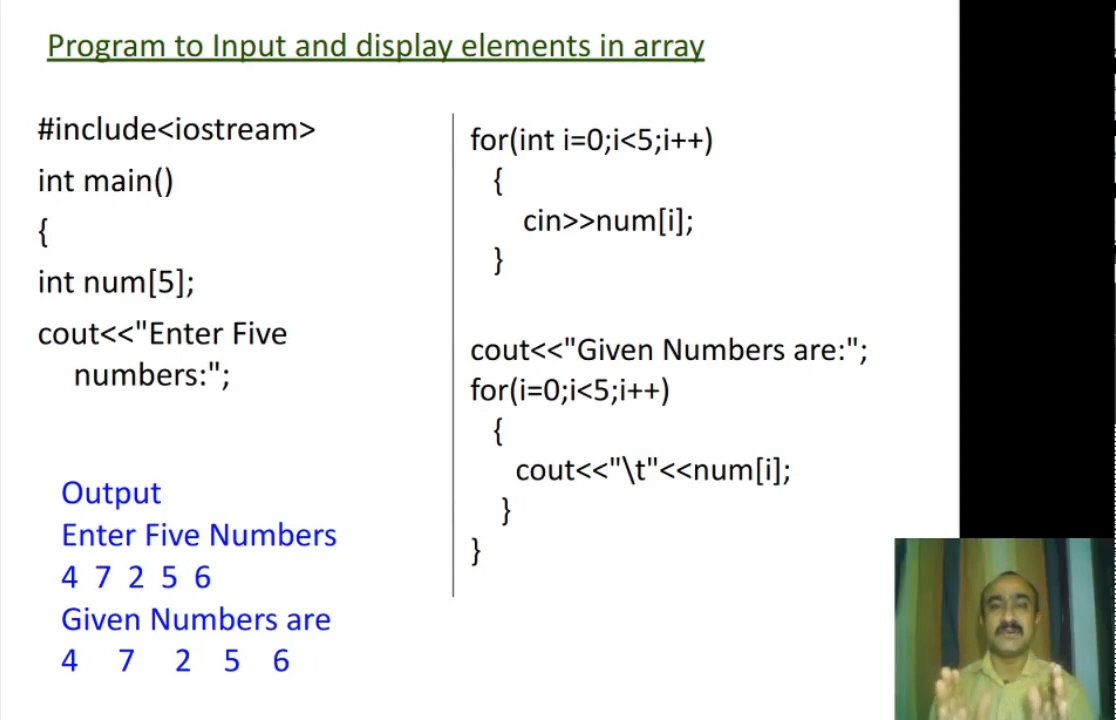 Program to Input and display elements in array
#include<iostream>
int main()
{
int num[5];
cout<<"Enter Five
numbers:";
Output
Enter Five Numbers
4 7 2 5 6
Given Numbers are
4 7 2 5 6
for(int i=0;i<5;i++)
{
cin>>num[i];
}
cout<<"Given Numbers are:";
for(i=0;i<5;i++)
{
cout<<"\t"<<num[i];
}
}